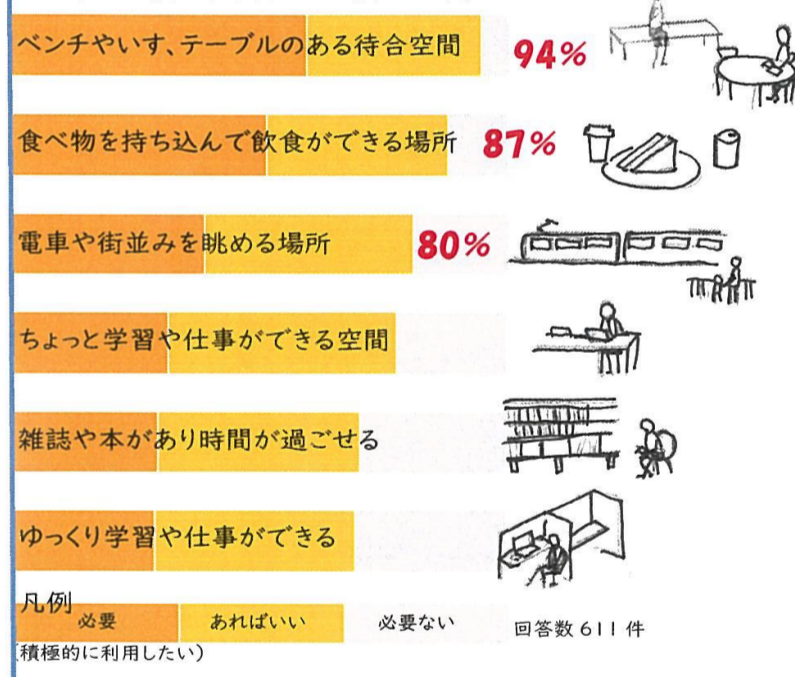 ベンチやいす、テーブルのある待合空間 94%
食べ物を持ち込んで飲食ができる場所 87%
電車や街並みを眺める場所 80%
ちょっと学習や仕事ができる空間
雑誌や本があり時間が過ごせる
ゆっくり学習や仕事ができる
凡例
必要 あればいい 必要ない 回答数611件
(積極的に利用したい)